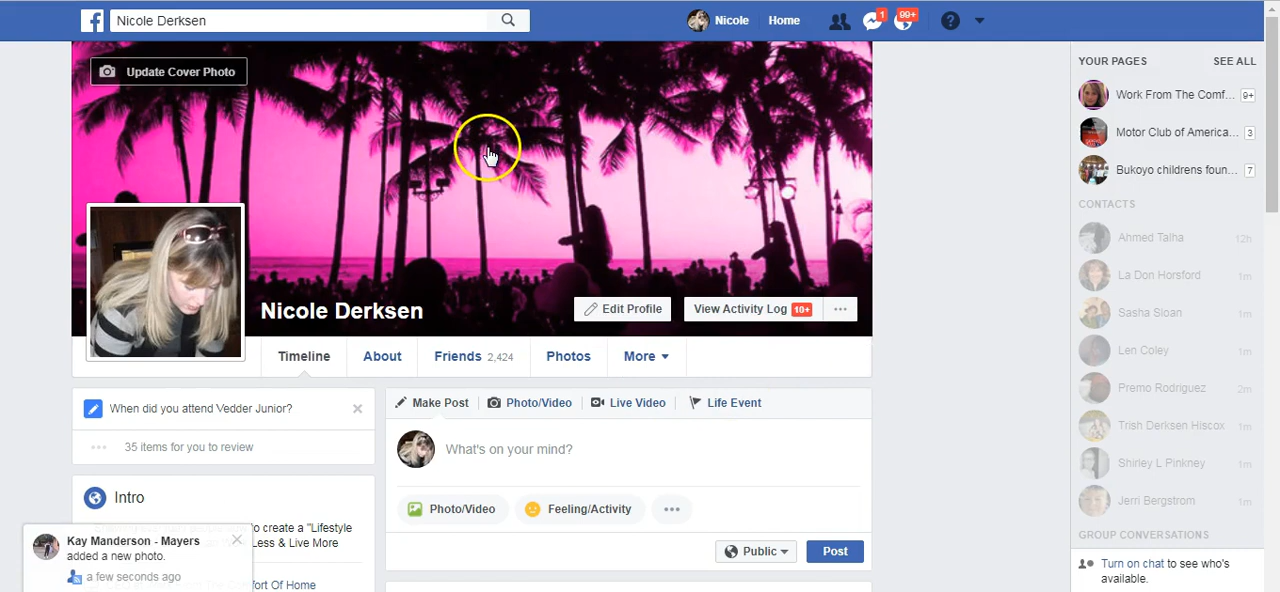 Nicole Derksen
Nicole
Home
1
99+
Update Cover Photo
Nicole Derksen
Edit Profile
View Activity Log 10+
Timeline
About
Friends 2,424
Photos
More
When did you attend Vedder Junior?
35 items for you to review
Intro
to create a "Lifestyle
Less & Live More
Of Home
Kay Manderson - Mayers
added a new photo.
a few seconds ago
Make Post
Photo/Video
Live Video
Life Event
What's on your mind?
Photo/Video
Feeling/Activity
Public
Post
YOUR PAGES
SEE ALL
Work From The Comf... 9+
Motor Club of America... 3
Bukoyo childrens foun... 7
CONTACTS
Ahmed Talha 12h
La Don Horsford 1m
Sasha Sloan 1m
Len Coley 1m
Premo Rodriguez 2m
Trish Derksen Hiscox 1m
Shirley L Pinkney 1m
Jerri Bergstrom 1m
GROUP CONVERSATIONS
Turn on chat to see who's
available.